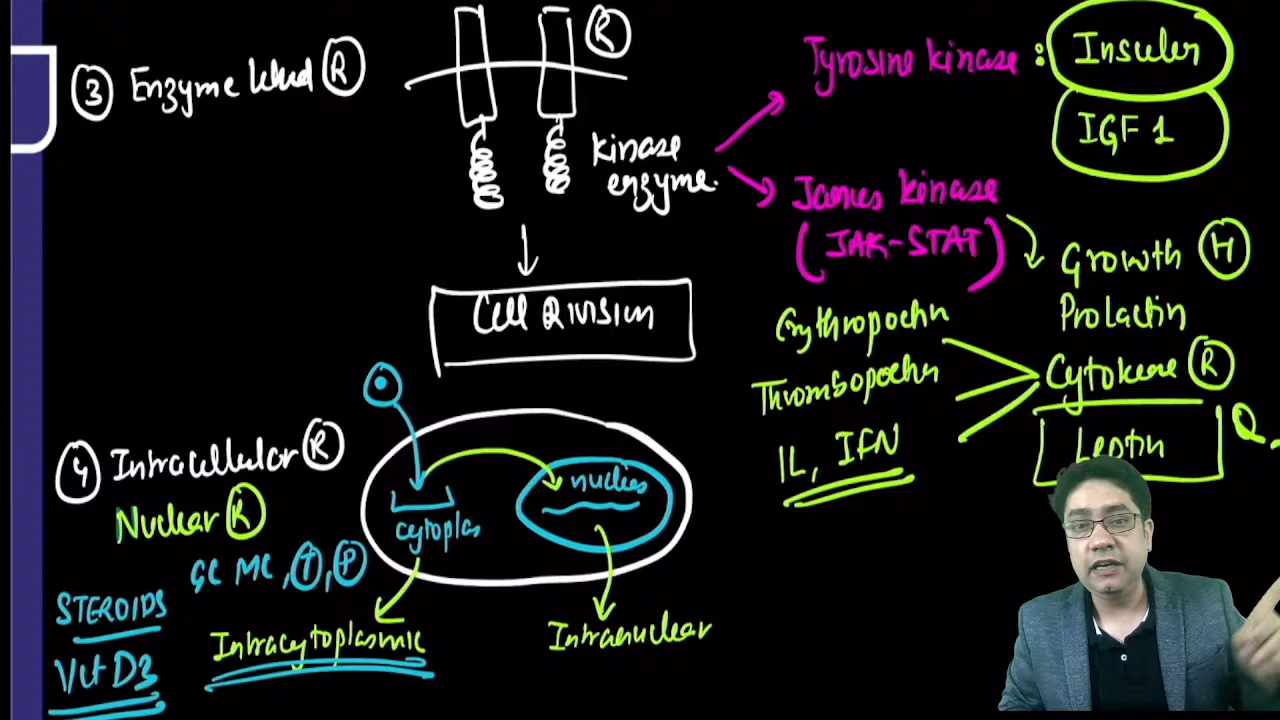 ③ Enzyme linked Ⓡ
Ⓡ
kinase
enzyme.
Cell Division
Tyrosine kinase : Insulin
IGF 1
Janus kinase
(JAK-STAT)
Growth Ⓗ
Prolactin
Cytokine Ⓡ
Leptin
Q
Erythropoetin
Thrombopoetin
IL, IFN
④ Intracellular Ⓡ
Nuclear Ⓡ
GC MC, Ⓣ, Ⓟ
STEROIDS
Vit D3
cytoplas
nucleus
Intracytoplasmic
Intranuclear